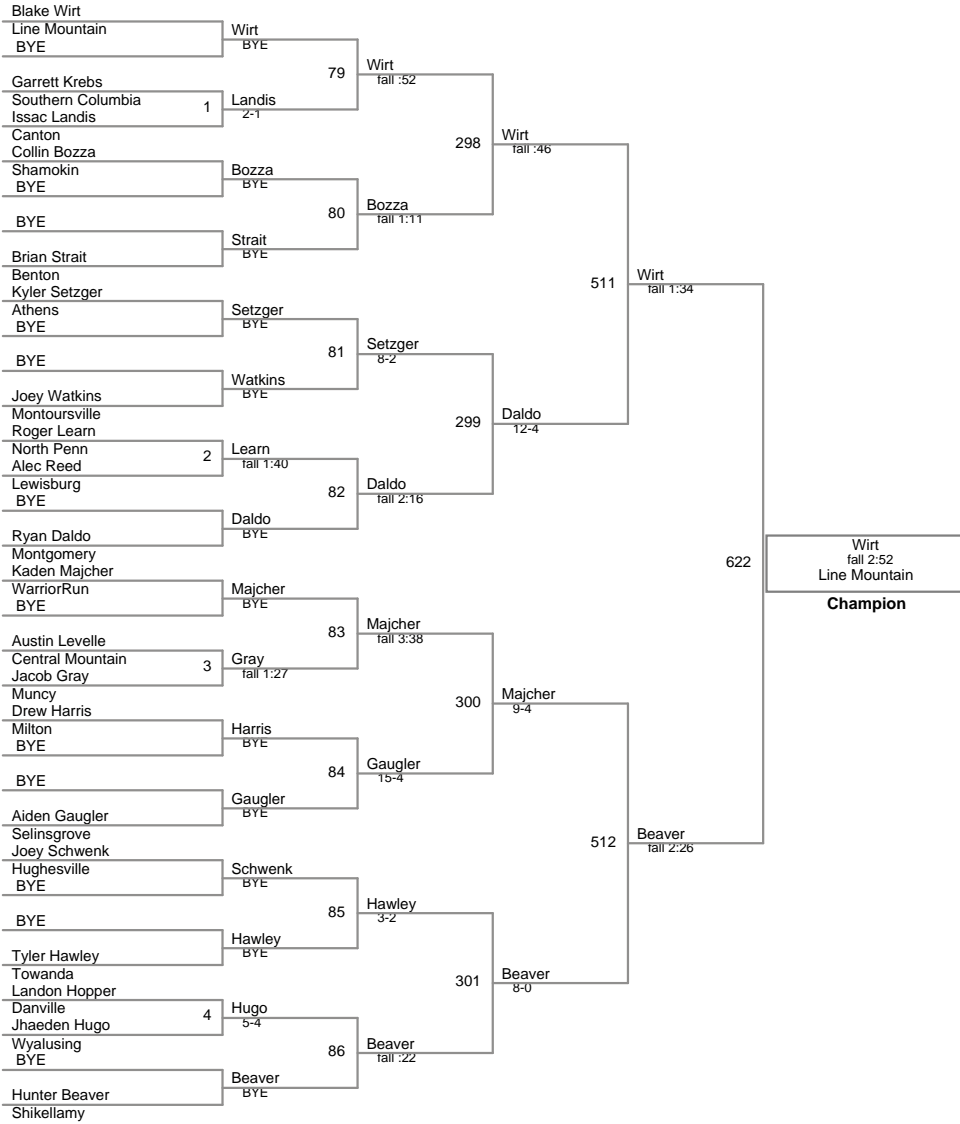 Blake Wirt
Line Mountain
BYE
Wirt
BYE
79
Wirt
fall :52
Garrett Krebs
Southern Columbia
1
Issac Landis
Canton
Landis
2-1
298
Wirt
fall :46
Collin Bozza
Shamokin
BYE
Bozza
BYE
80
Bozza
fall 1:11
BYE
Brian Strait
Benton
Strait
BYE
511
Wirt
fall 1:34
Kyler Setzger
Athens
BYE
Setzger
BYE
81
Setzger
8-2
BYE
Joey Watkins
Montoursville
Watkins
BYE
299
Daldo
12-4
Roger Learn
North Penn
2
Alec Reed
Lewisburg
Learn
fall 1:40
82
Daldo
fall 2:16
BYE
Ryan Daldo
Montgomery
Daldo
BYE
622
Wirt
fall 2:52
Line Mountain
Champion
Kaden Majcher
WarriorRun
BYE
Majcher
BYE
83
Majcher
fall 3:38
Austin Levelle
Central Mountain
3
Jacob Gray
Muncy
Gray
fall 1:27
300
Majcher
9-4
Drew Harris
Milton
BYE
Harris
BYE
84
Gaugler
15-4
BYE
Aiden Gaugler
Selinsgrove
Gaugler
BYE
512
Beaver
fall 2:26
Joey Schwenk
Hughesville
BYE
Schwenk
BYE
85
Hawley
3-2
BYE
Tyler Hawley
Towanda
Hawley
BYE
301
Beaver
8-0
Landon Hopper
Danville
4
Jhaeden Hugo
Wyalusing
Hugo
5-4
86
Beaver
fall :22
BYE
Hunter Beaver
Shikellamy
Beaver
BYE